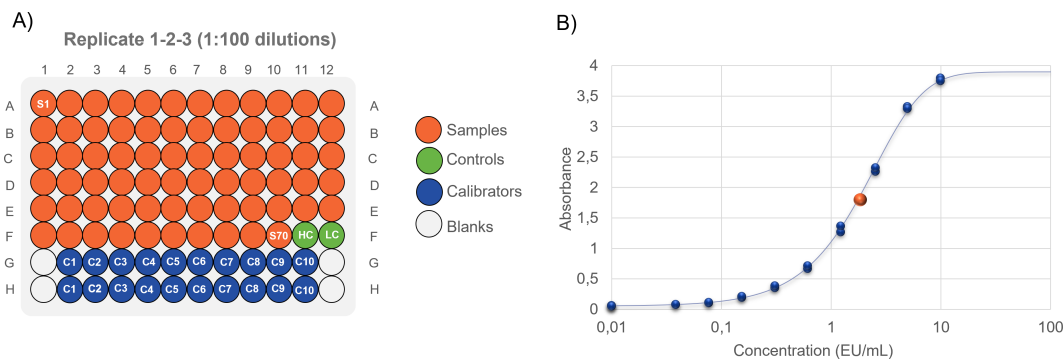 A)
Replicate 1-2-3 (1:100 dilutions)
1 2 3 4 5 6 7 8 9 10 11 12
A S1 A
B B
C C
D D
E E
F S70 HC LC F
G C1 C2 C3 C4 C5 C6 C7 C8 C9 C10 G
H C1 C2 C3 C4 C5 C6 C7 C8 C9 C10 H
Samples
Controls
Calibrators
Blanks
B)
Absorbance
4
3,5
3
2,5
2
1,5
1
0,5
0
0,01 0,1 1 10 100
Concentration (EU/mL)